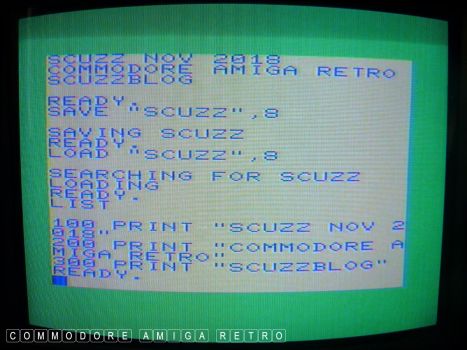 SCUZZ NOV 2018
COMMODORE AMIGA RETRO
SCUZZBLOG
READY.
SAVE "SCUZZ",8
SAVING SCUZZ
READY.
LOAD "SCUZZ",8
SEARCHING FOR SCUZZ
LOADING
READY.
LIST
100 PRINT "SCUZZ NOV 2
018"
200 PRINT "COMMODORE A
MIGA RETRO"
300 PRINT "SCUZZBLOG"
READY.
COMMODORE AMIGA RETRO